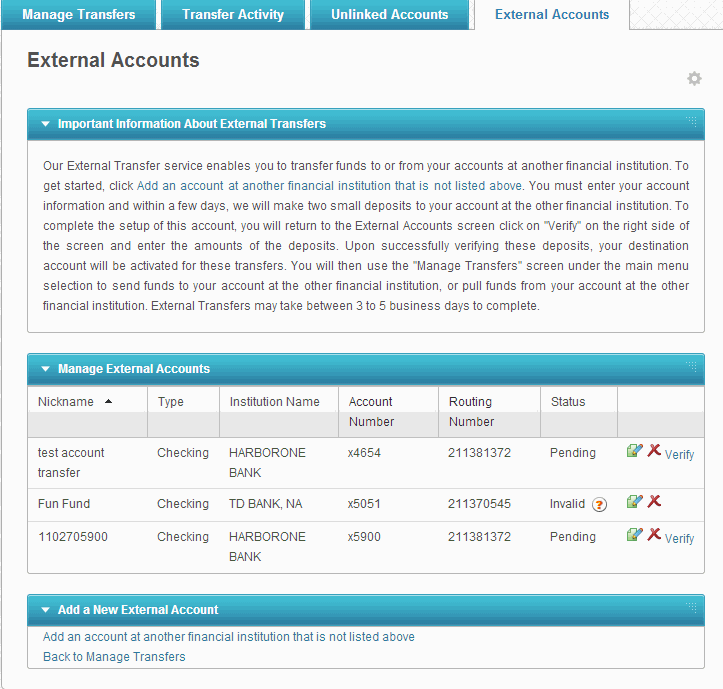 Manage Transfers Transfer Activity Unlinked Accounts External Accounts
External Accounts
Important Information About External Transfers
Our External Transfer service enables you to transfer funds to or from your accounts at another financial institution. To
get started, click Add an account at another financial institution that is not listed above. You must enter your account
information and within a few days, we will make two small deposits to your account at the other financial institution. To
complete the setup of this account, you will return to the External Accounts screen click on "Verify" on the right side of
the screen and enter the amounts of the deposits. Upon successfully verifying these deposits, your destination
account will be activated for these transfers. You will then use the "Manage Transfers" screen under the main menu
selection to send funds to your account at the other financial institution, or pull funds from your account at the other
financial institution. External Transfers may take between 3 to 5 business days to complete.
Manage External Accounts
Nickname Type Institution Name Account Routing Status
Number Number
test account Checking HARBORONE x4654 211381372 Pending Verify
transfer BANK
Fun Fund Checking TD BANK, NA x5051 211370545 Invalid ?
1102705900 Checking HARBORONE x5900 211381372 Pending Verify
BANK
Add a New External Account
Add an account at another financial institution that is not listed above
Back to Manage Transfers